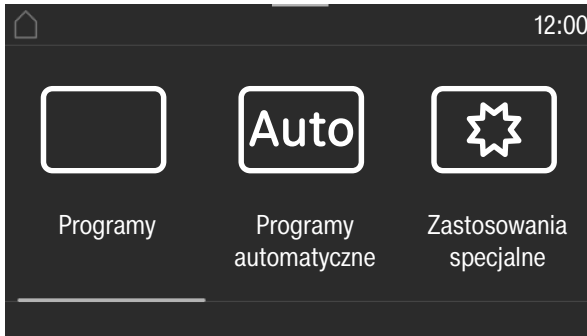 12:00
Auto
Programy
Programy
automatyczne
Zastosowania
specjalne